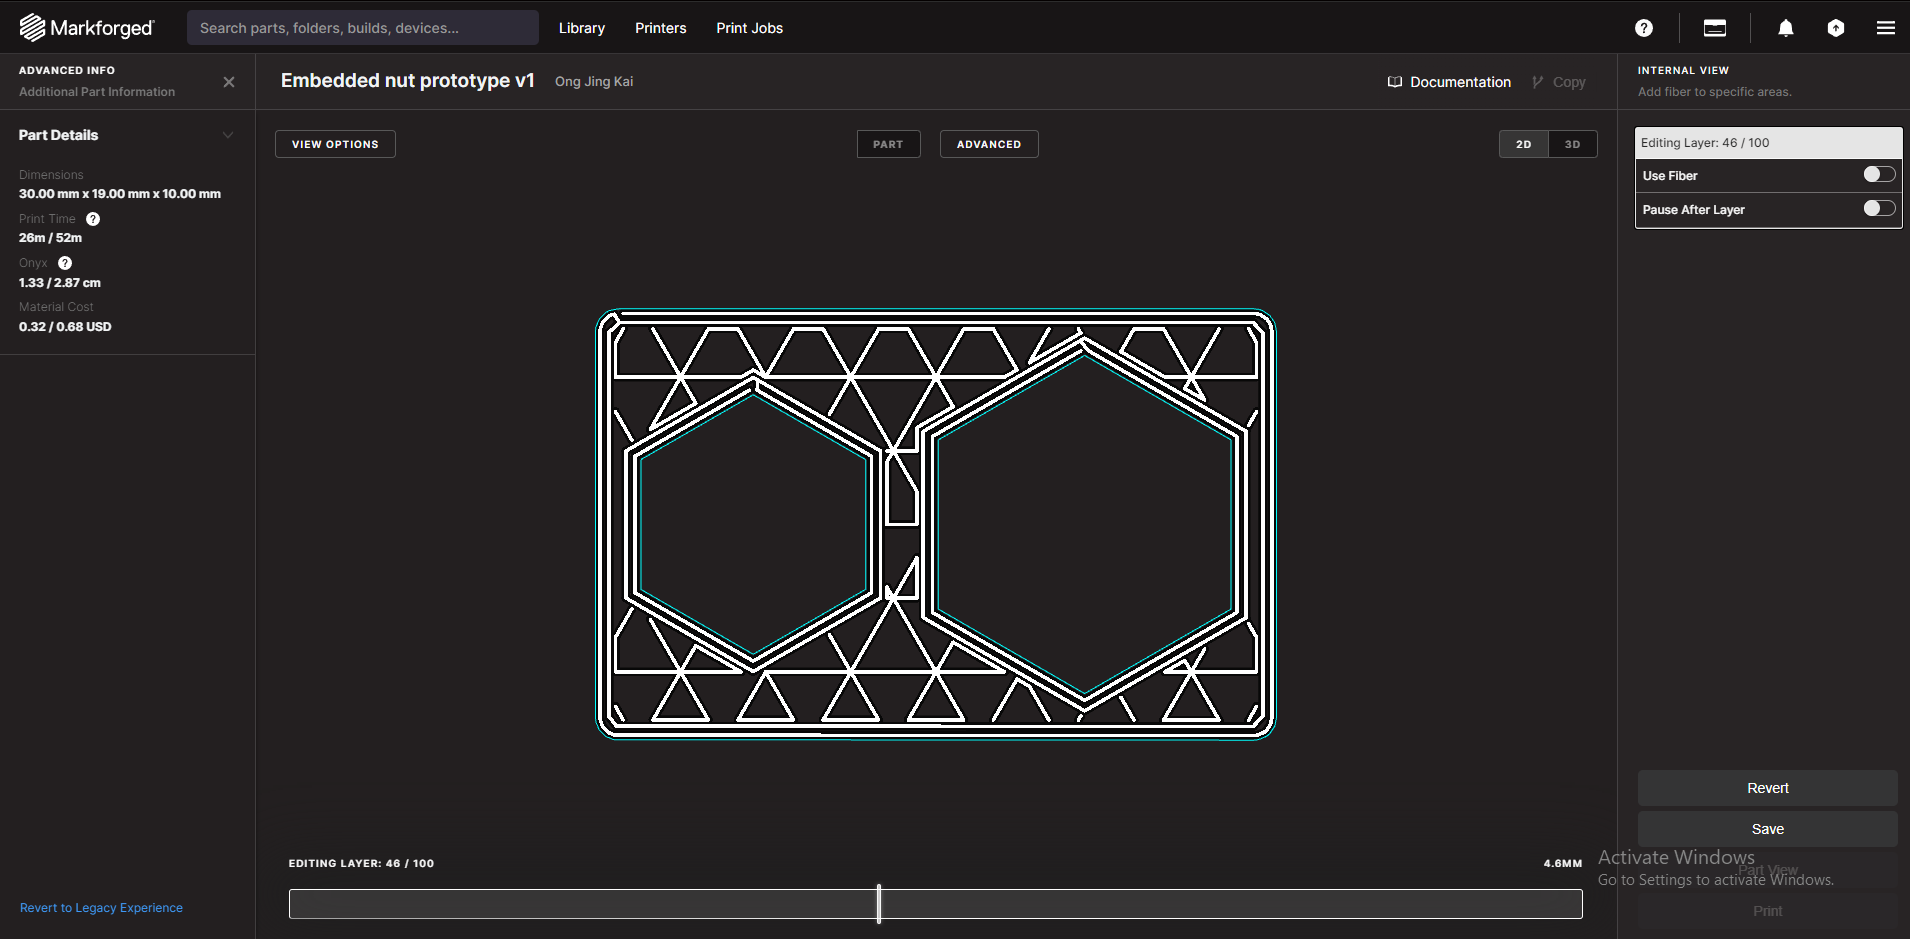 Markforged
Search parts, folders, builds, devices...
Library
Printers
Print Jobs
ADVANCED INFO
Additional Part Information
Part Details
Dimensions
30.00 mm x 19.00 mm x 10.00 mm
Print Time ?
26m / 52m
Onyx ?
1.33 / 2.87 cm
Material Cost
0.32 / 0.68 USD
Revert to Legacy Experience
Embedded nut prototype v1
Ong Jing Kai
Documentation
Copy
VIEW OPTIONS
PART
ADVANCED
2D
3D
EDITING LAYER: 46 / 100
4.6MM
INTERNAL VIEW
Add fiber to specific areas.
Editing Layer: 46 / 100
Use Fiber
Pause After Layer
Revert
Save
Part View
Print
Activate Windows
Go to Settings to activate Windows.